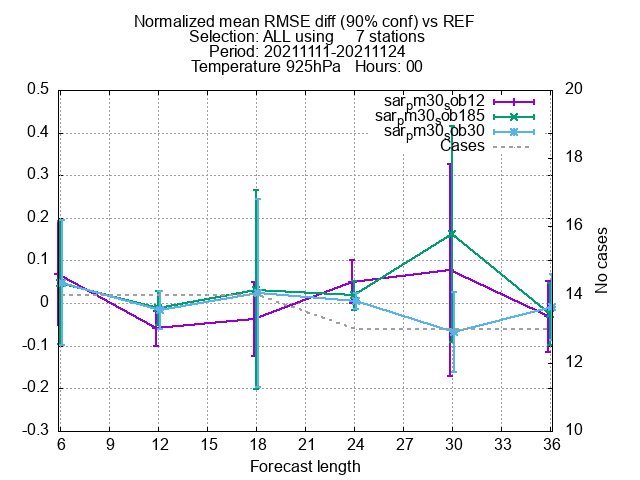 Normalized mean RMSE diff (90% conf) vs REF
Selection: ALL using 7 stations
Period: 20211111-20211124
Temperature 925hPa Hours: 00
sar_pm30_sob12
sar_pm30_sob185
sar_pm30_sob30
Cases
0.5
0.4
0.3
0.2
0.1
0
-0.1
-0.2
-0.3
20
18
16
14
12
10
No cases
6 9 12 15 18 21 24 27 30 33 36
Forecast length